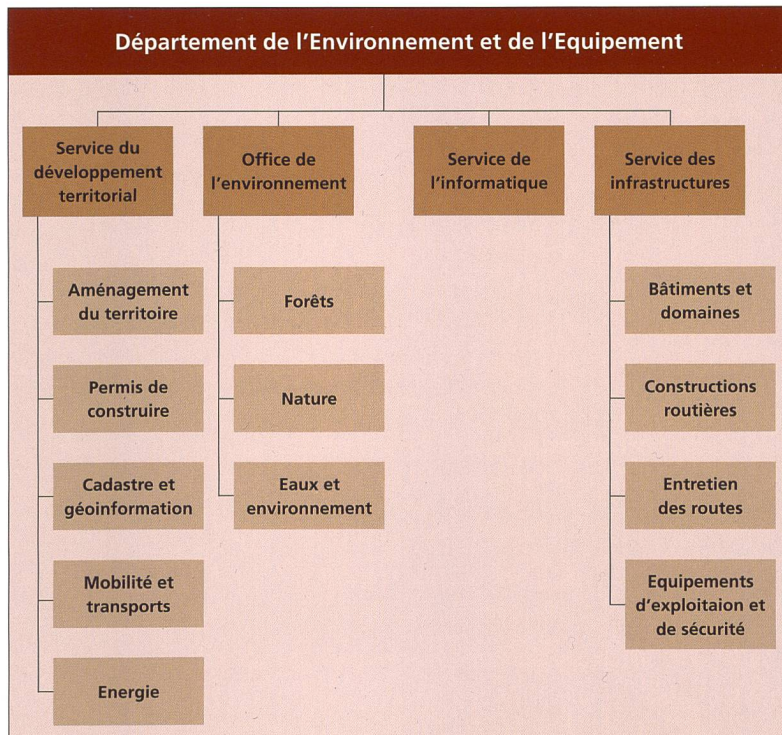 Département de l'Environnement et de l'Equipement
Service du
développement
territorial
Office de
l'environnement
Service de
l'informatique
Service des
infrastructures
Aménagement
du territoire
Permis de
construire
Cadastre et
géoinformation
Mobilité et
transports
Energie
Forêts
Nature
Eaux et
environnement
Bâtiments et
domaines
Constructions
routières
Entretien
des routes
Equipements
d'exploitaion et
de sécurité